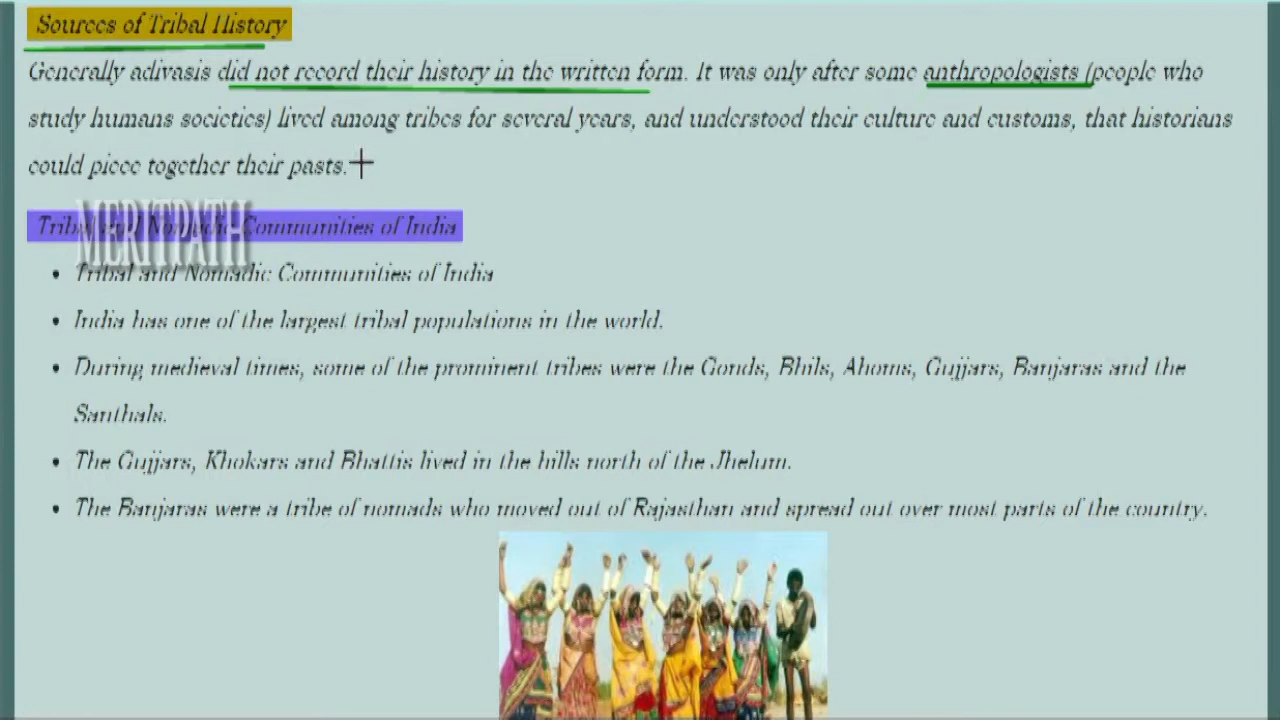 Sources of Tribal History
Generally adivasis did not record their history in the written form. It was only after some anthropologists (people who
study humans societies) lived among tribes for several years, and understood their culture and customs, that historians
could piece together their pasts.
Tribal and Nomadic Communities of India
MERITPATH
• Tribal and Nomadic Communities of India
• India has one of the largest tribal populations in the world.
• During medieval times, some of the prominent tribes were the Gonds, Bhils, Ahoms, Gujjars, Banjaras and the
Santhals.
• The Gujjars, Khokars and Bhattis lived in the hills north of the Jhelum.
• The Banjaras were a tribe of nomads who moved out of Rajasthan and spread out over most parts of the country.